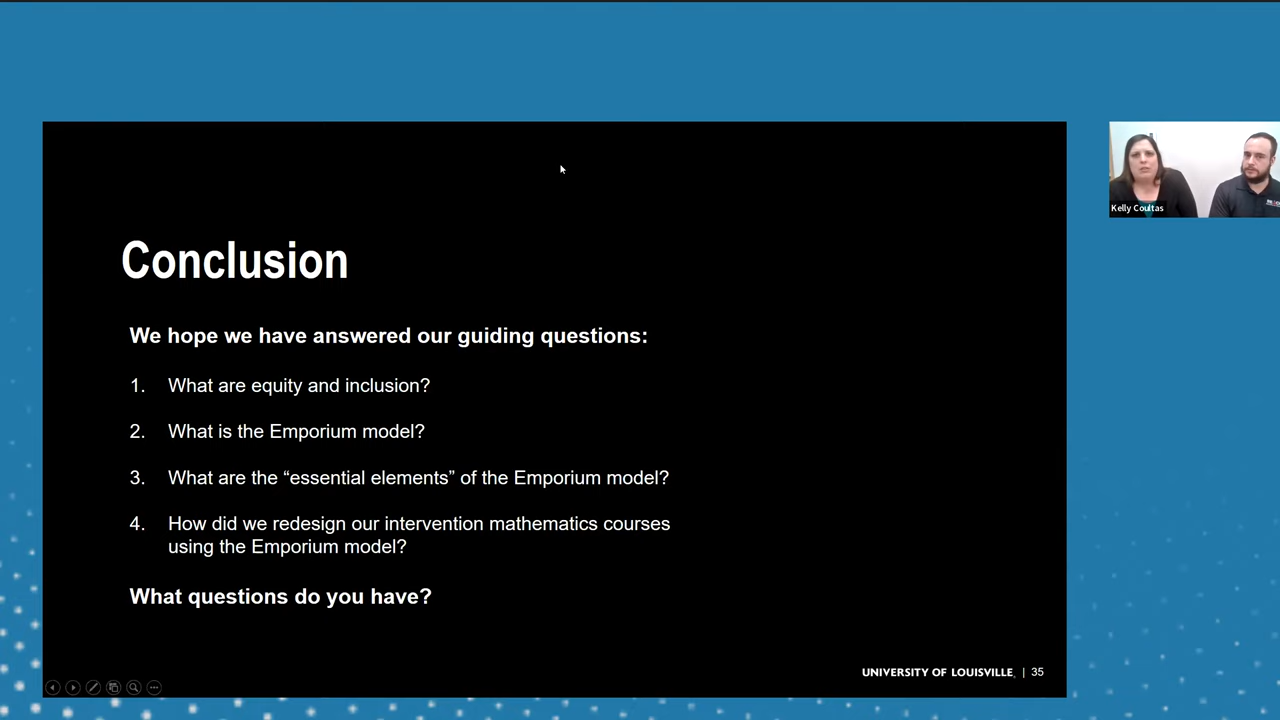 Conclusion
We hope we have answered our guiding questions:
1. What are equity and inclusion?
2. What is the Emporium model?
3. What are the “essential elements” of the Emporium model?
4. How did we redesign our intervention mathematics courses
using the Emporium model?
What questions do you have?
UNIVERSITY OF LOUISVILLE. | 35
Kelly Coultas